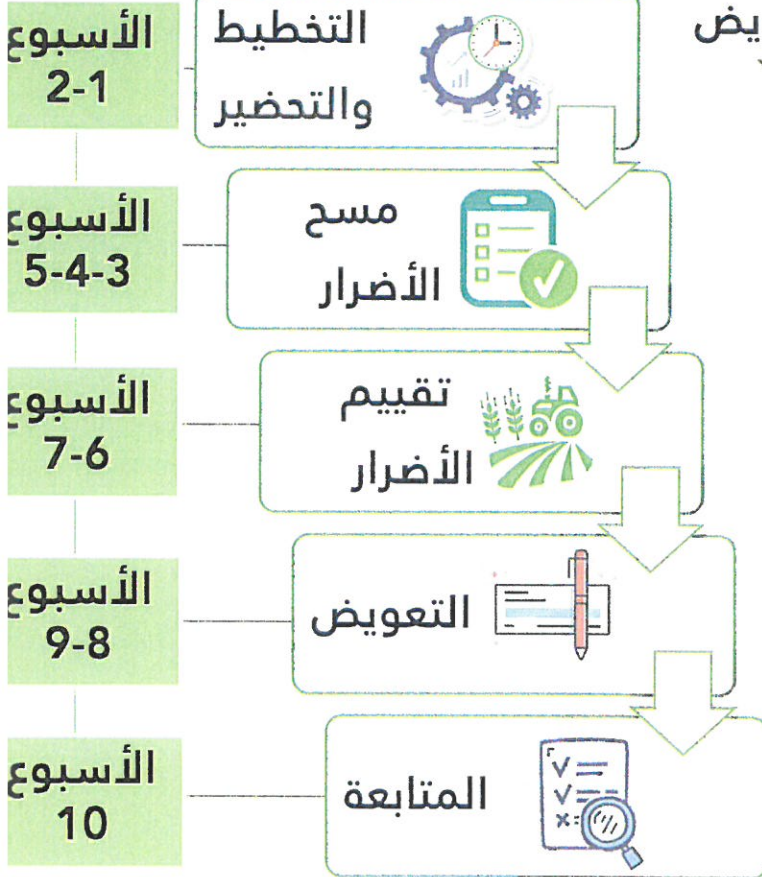 الأسبوع
2-1
التخطيط
والتحضير
الأسبوع
5-4-3
مسح
الأضرار
الأسبوع
7-6
تقييم
الأضرار
الأسبوع
9-8
التعويض
الأسبوع
10
المتابعة